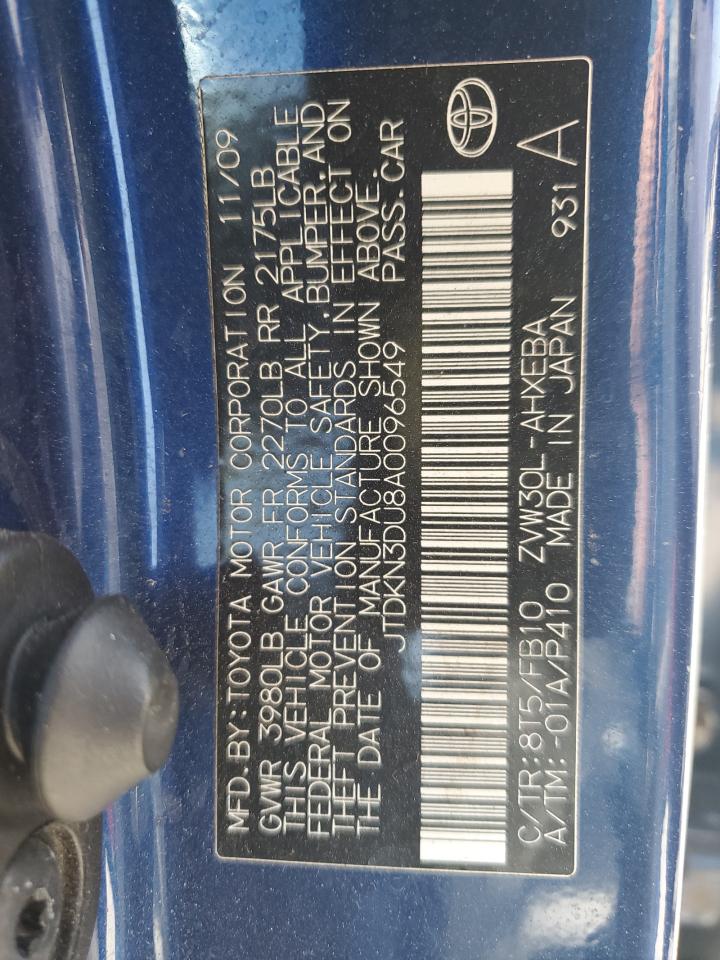 MFD.BY:TOYOTA MOTOR CORPORATION 11/09
GVWR 3980LB GAWR FR 2270LB RR 2175LB
THIS VEHICLE CONFORMS TO ALL APPLICABLE
FEDERAL MOTOR VEHICLE SAFETY,BUMPER,AND
THEFT PREVENTION STANDARDS IN EFFECT ON
THE DATE OF MANUFACTURE SHOWN ABOVE.
JTDKN3DU8A0096549 PASS.CAR
C/TR:8T5/FB10 ZVW30L-AHXEBA 931 A
A/TM:-01A/P410 MADE IN JAPAN